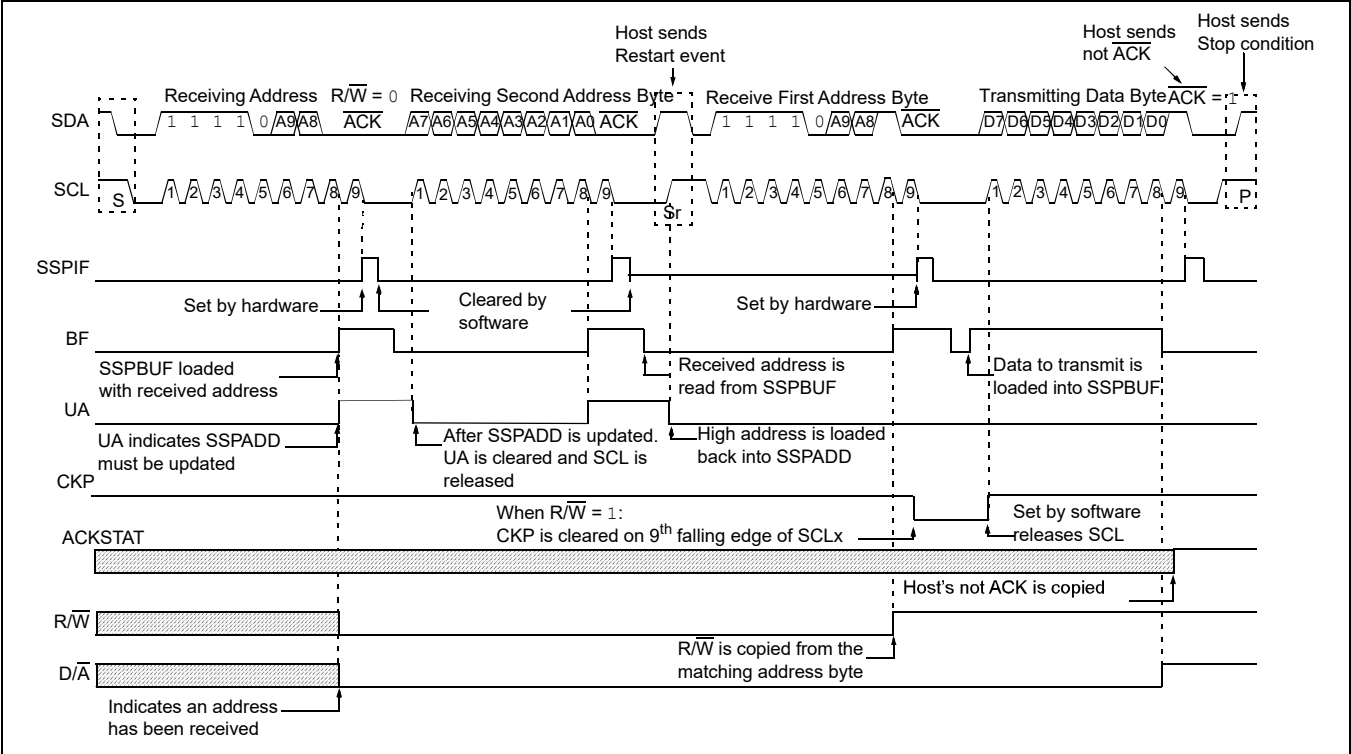 Host sends
Restart event
Host sends
not A̅C̅K̅
Host sends
Stop condition
Receiving Address R/W̅ = 0 Receiving Second Address Byte Receive First Address Byte Transmitting Data Byte A̅C̅K̅ = 1
SDA 1 1 1 1 0 A9 A8 A̅C̅K̅ A7 A6 A5 A4 A3 A2 A1 A0 A̅C̅K̅ 1 1 1 1 0 A9 A8 A̅C̅K̅ D7 D6 D5 D4 D3 D2 D1 D0
SCL S 1 2 3 4 5 6 7 8 9 1 2 3 4 5 6 7 8 9 Sr 1 2 3 4 5 6 7 8 9 1 2 3 4 5 6 7 8 9 P
SSPIF
Set by hardware
Cleared by
software
Set by hardware
BF
SSPBUF loaded
with received address
Received address is
read from SSPBUF
Data to transmit is
loaded into SSPBUF
UA
UA indicates SSPADD
must be updated
After SSPADD is updated.
UA is cleared and SCL is
released
High address is loaded
back into SSPADD
CKP
When R/W̅ = 1:
CKP is cleared on 9th falling edge of SCLx
Set by software
releases SCL
ACKSTAT
Host's not ACK is copied
R/W̅
R/W̅ is copied from the
matching address byte
D/A̅
Indicates an address
has been received